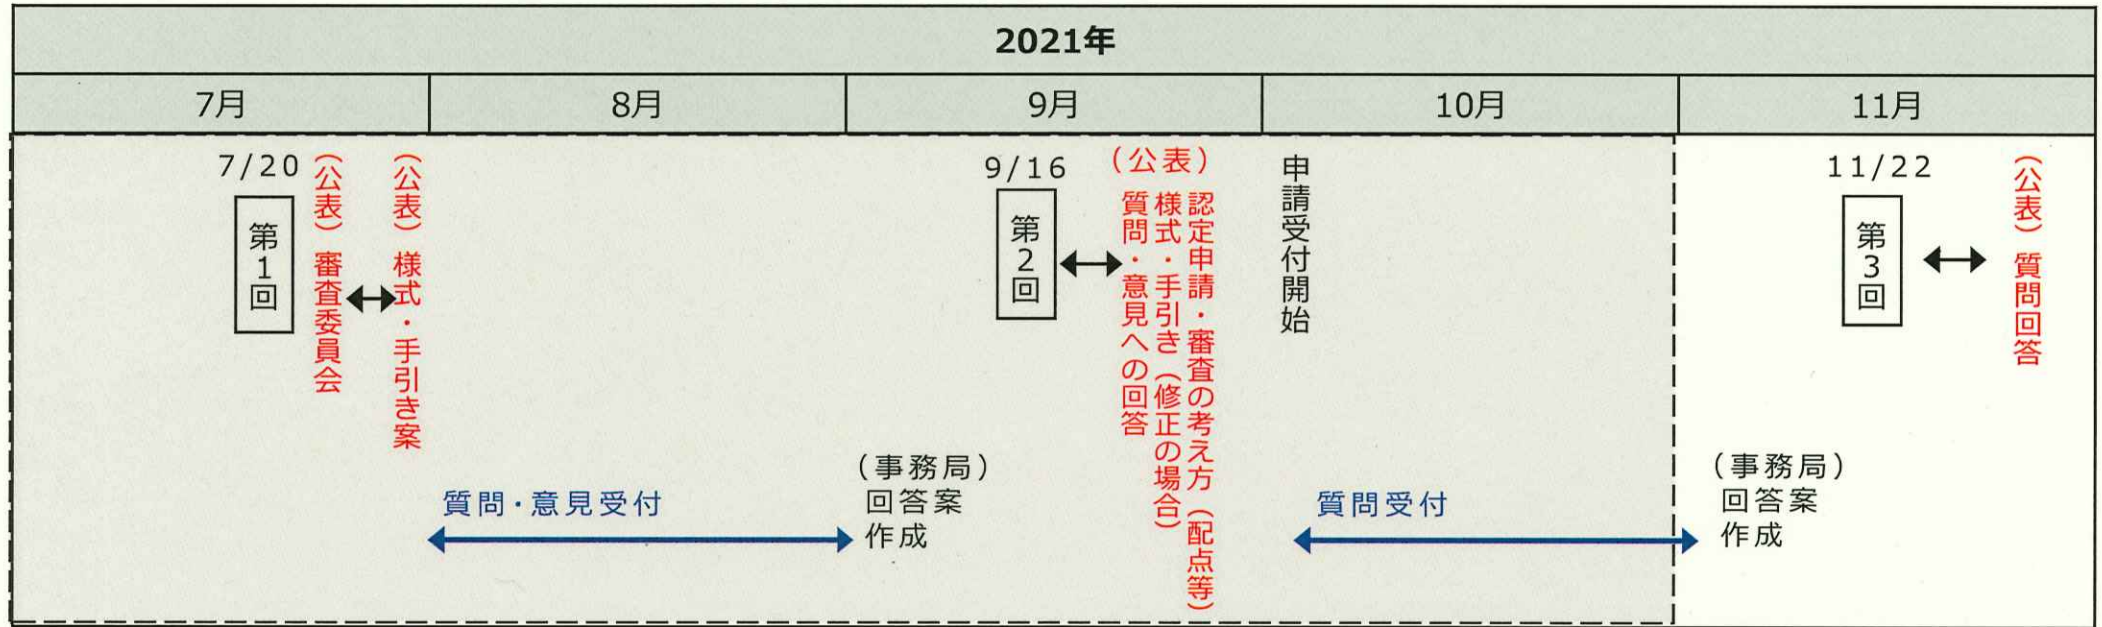 2021年
7月
8月
9月
10月
11月
7/20
第1回
（公表）審査委員会
（公表）様式・手引き案
質問・意見受付
（事務局）
回答案
作成
9/16
第2回
（公表）
認定申請・審査の考え方（配点等）
様式・手引き（修正の場合）
質問・意見への回答
申請受付開始
質問受付
（事務局）
回答案
作成
11/22
第3回
（公表）質問回答